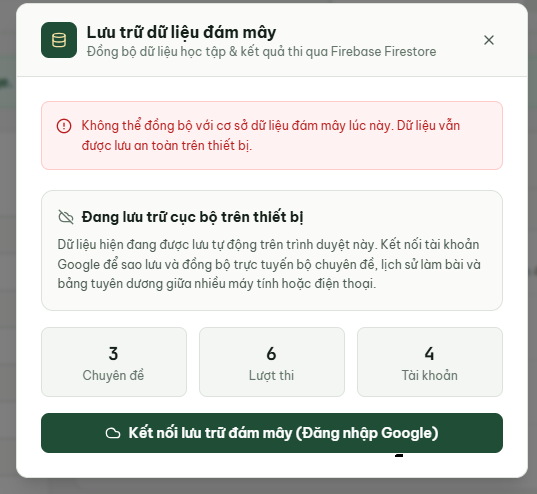 Lưu trữ dữ liệu đám mây
Đồng bộ dữ liệu học tập & kết quả thi qua Firebase Firestore
Không thể đồng bộ với cơ sở dữ liệu đám mây lúc này. Dữ liệu vẫn
được lưu an toàn trên thiết bị.
Đang lưu trữ cục bộ trên thiết bị
Dữ liệu hiện đang được lưu tự động trên trình duyệt này. Kết nối tài khoản
Google để sao lưu và đồng bộ trực tuyến bộ chuyên đề, lịch sử làm bài và
bảng tuyên dương giữa nhiều máy tính hoặc điện thoại.
3
Chuyên đề
6
Lượt thi
4
Tài khoản
Kết nối lưu trữ đám mây (Đăng nhập Google)